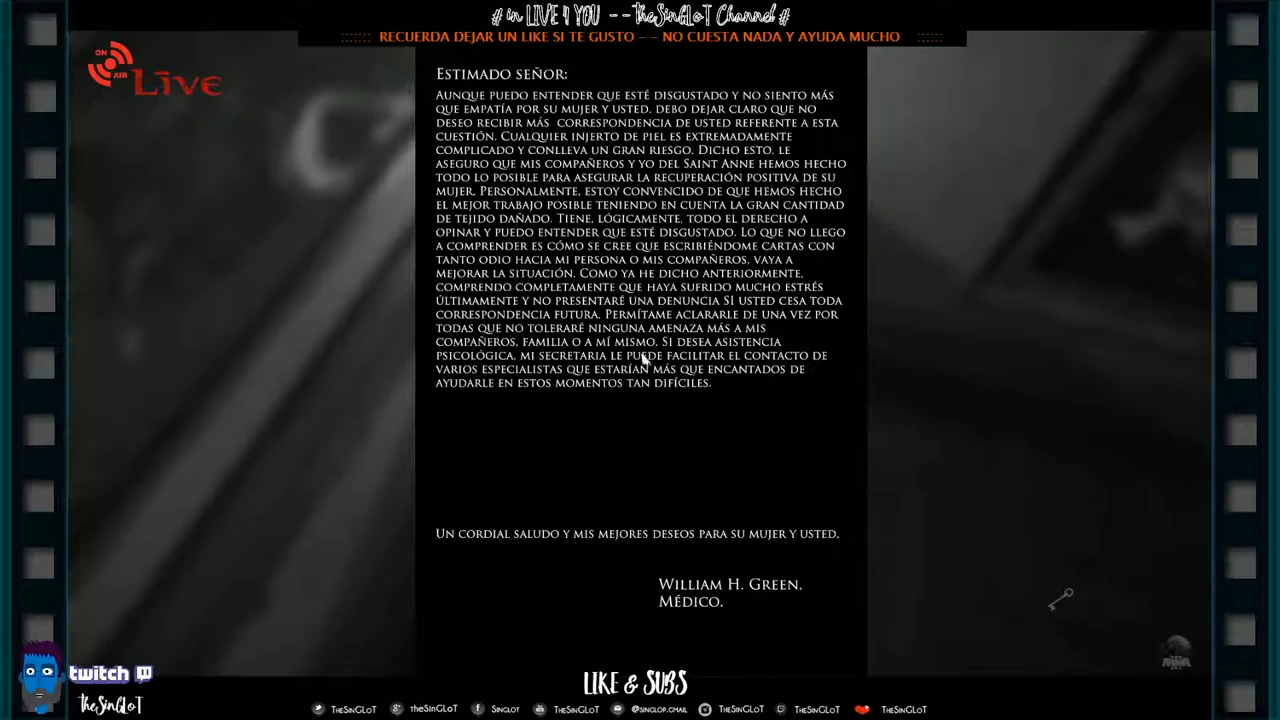 # in LIVE 4 YOU --TheSinGLoT Channel #
:::::: RECUERDA DEJAR UN LIKE SI TE GUSTO - - NO CUESTA NADA Y AYUDA MUCHO ::::::
ON AIR Live
ESTIMADO SEÑOR:
AUNQUE PUEDO ENTENDER QUE ESTÉ DISGUSTADO Y NO SIENTO MÁS
QUE EMPATÍA POR SU MUJER Y USTED, DEBO DEJAR CLARO QUE NO
DESEO RECIBIR MÁS CORRESPONDENCIA DE USTED REFERENTE A ESTA
CUESTIÓN. CUALQUIER INJERTO DE PIEL ES EXTREMADAMENTE
COMPLICADO Y CONLLEVA UN GRAN RIESGO. DICHO ESTO, LE
ASEGURO QUE MIS COMPAÑEROS Y YO DEL SAINT ANNE HEMOS HECHO
TODO LO POSIBLE PARA ASEGURAR LA RECUPERACIÓN POSITIVA DE SU
MUJER. PERSONALMENTE, ESTOY CONVENCIDO DE QUE HEMOS HECHO
EL MEJOR TRABAJO POSIBLE TENIENDO EN CUENTA LA GRAN CANTIDAD
DE TEJIDO DAÑADO. TIENE, LÓGICAMENTE, TODO EL DERECHO A
OPINAR Y PUEDO ENTENDER QUE ESTÉ DISGUSTADO. LO QUE NO LLEGO
A COMPRENDER ES CÓMO SE CREE QUE ESCRIBIÉNDOME CARTAS CON
TANTO ODIO HACIA MI PERSONA O MIS COMPAÑEROS, VAYA A
MEJORAR LA SITUACIÓN. COMO YA HE DICHO ANTERIORMENTE,
COMPRENDO COMPLETAMENTE QUE HAYA SUFRIDO MUCHO ESTRÉS
ÚLTIMAMENTE Y NO PRESENTARÉ UNA DENUNCIA SI USTED CESA TODA
CORRESPONDENCIA FUTURA. PERMÍTAME ACLARARLE DE UNA VEZ POR
TODAS QUE NO TOLERARÉ NINGUNA AMENAZA MÁS A MIS
COMPAÑEROS, FAMILIA O A MÍ MISMO. SI DESEA ASISTENCIA
PSICOLÓGICA, MI SECRETARIA LE PUEDE FACILITAR EL CONTACTO DE
VARIOS ESPECIALISTAS QUE ESTARÍAN MÁS QUE ENCANTADOS DE
AYUDARLE EN ESTOS MOMENTOS TAN DIFÍCILES.
UN CORDIAL SALUDO Y MIS MEJORES DESEOS PARA SU MUJER Y USTED,
WILLIAM H. GREEN,
MÉDICO.
twitch
theSinGLoT
LIKE & SUBS
TheSinGLoT theSinGLoT Singlot TheSinGLoT @singlop.gmail TheSinGLoT TheSinGLoT TheSinGLoT